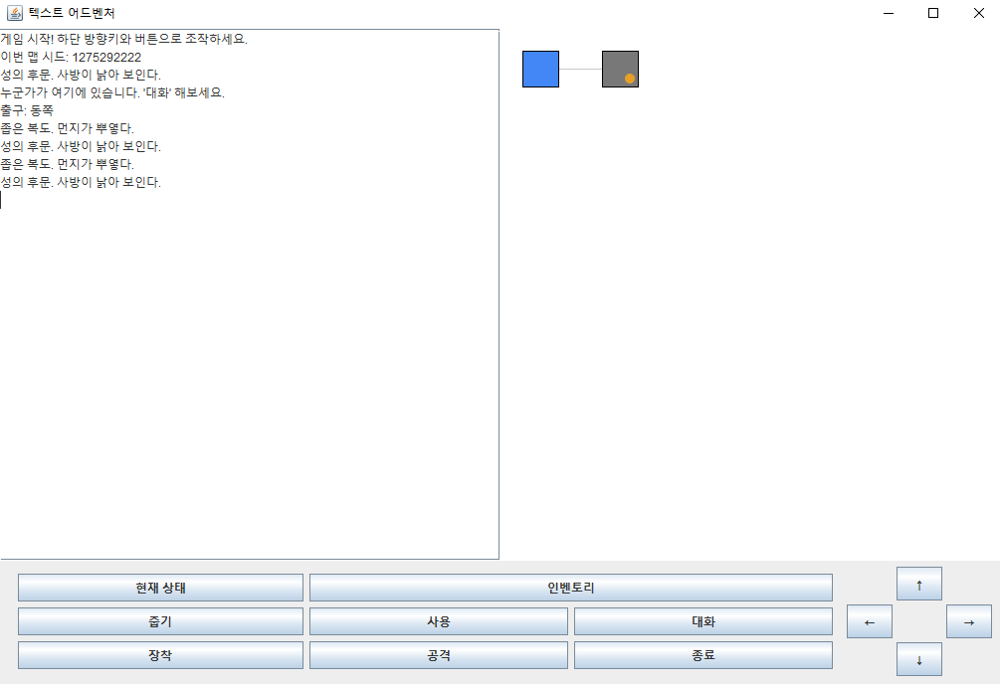 텍스트 어드벤처
게임 시작! 하단 방향키와 버튼으로 조작하세요.
이번 맵 시드: 1275292222
성의 후문. 사방이 낡아 보인다.
누군가가 여기에 있습니다. '대화' 해보세요.
출구: 동쪽
좁은 복도. 먼지가 뿌옇다.
성의 후문. 사방이 낡아 보인다.
좁은 복도. 먼지가 뿌옇다.
성의 후문. 사방이 낡아 보인다.
현재 상태
인벤토리
↑
줍기
사용
대화
←
→
장착
공격
종료
↓